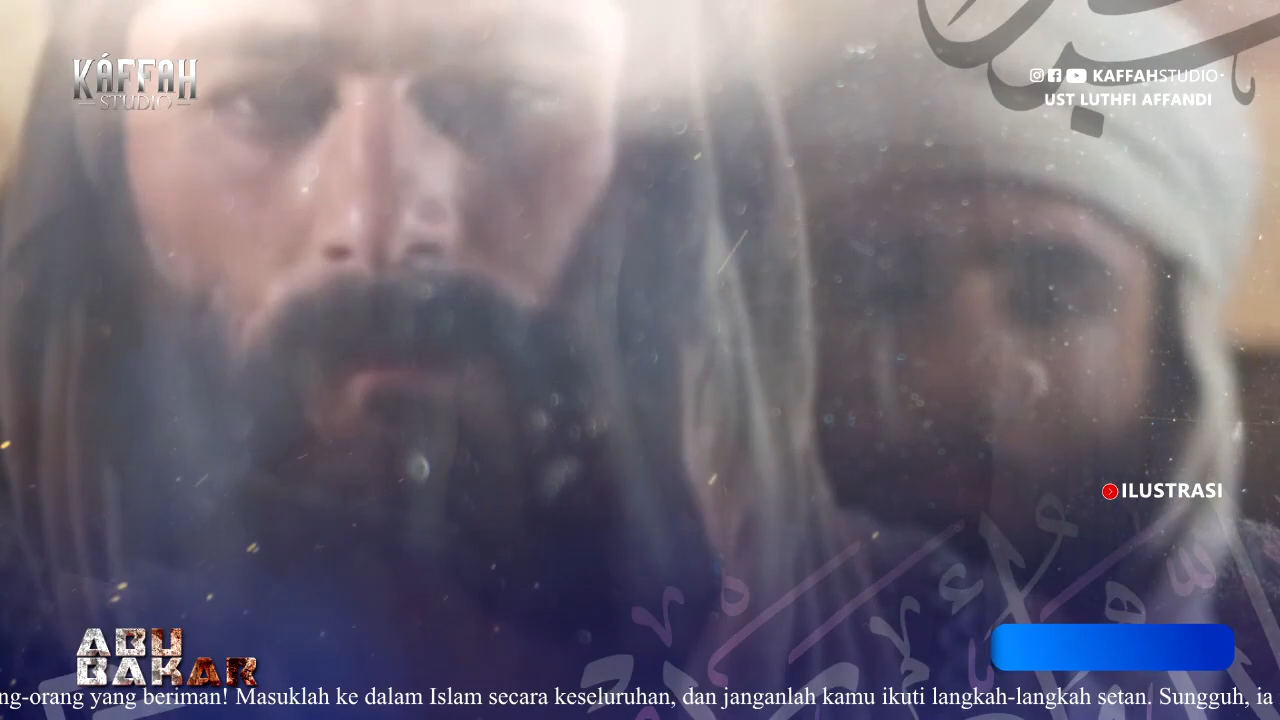 KÁFFAH
STUDIO
KAFFAHSTUDIO
UST LUTHFI AFFANDI
ILUSTRASI
ABU
BAKAR
ng-orang yang beriman! Masuklah ke dalam Islam secara keseluruhan, dan janganlah kamu ikuti langkah-langkah setan. Sungguh, ia